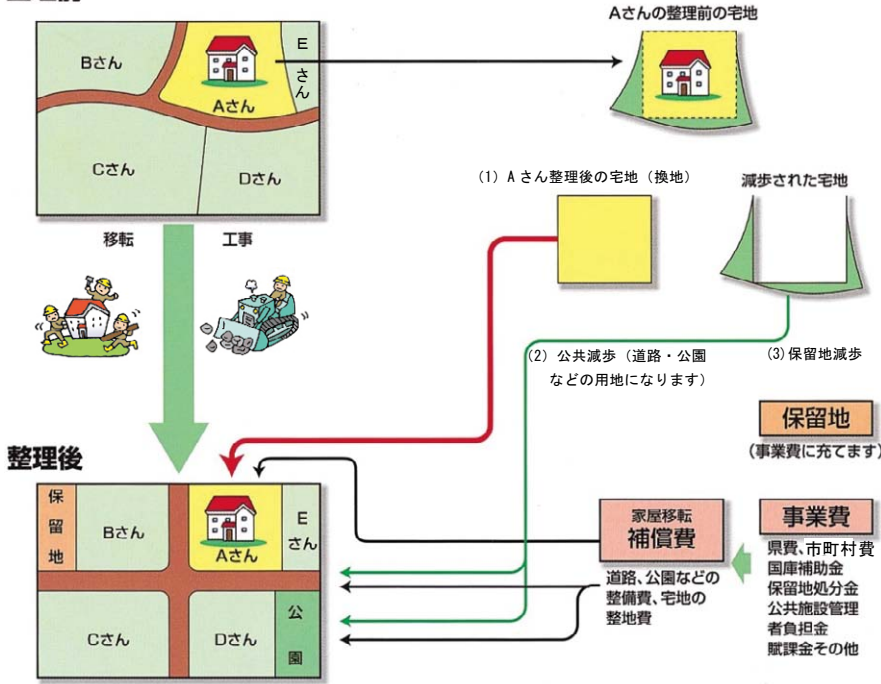 Aさんの整理前の宅地
Bさん
Aさん
Eさん
Cさん
Dさん
(1) Aさん整理後の宅地（換地）
減歩された宅地
移転
工事
(2) 公共減歩（道路・公園
などの用地になります）
(3)保留地減歩
保留地
(事業費に充てます)
整理後
保留地
Bさん
Aさん
Eさん
Cさん
Dさん
公園
家屋移転
補償費
道路、公園などの
整備費、宅地の
整地費
事業費
県費、市町村費
国庫補助金
保留地処分金
公共施設管理
者負担金
賦課金その他